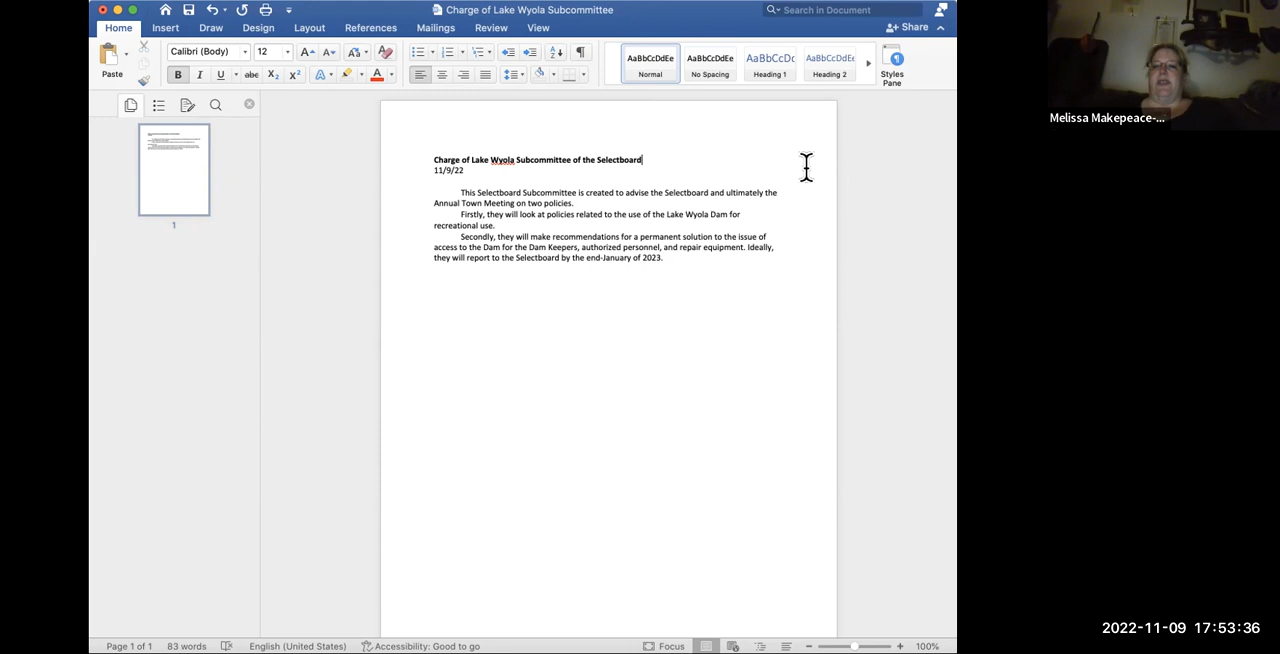 Charge of Lake Wyola Subcommittee
Search in Document
Home Insert Draw Design Layout References Mailings Review View
Share
Paste
Calibri (Body) 12
AaBbCcDdEe AaBbCcDdEe AaBbCcDc AaBbCcDdEe
Normal No Spacing Heading 1 Heading 2
Styles
Pane
Melissa Makepeace-...
Charge of Lake Wyola Subcommittee of the Selectboard
11/9/22
This Selectboard Subcommittee is created to advise the Selectboard and ultimately the
Annual Town Meeting on two policies.
Firstly, they will look at policies related to the use of the Lake Wyola Dam for
recreational use.
Secondly, they will make recommendations for a permanent solution to the issue of
access to the Dam for the Dam Keepers, authorized personnel, and repair equipment. Ideally,
they will report to the Selectboard by the end-January of 2023.
1
2022-11-09 17:53:36
Page 1 of 1 83 words English (United States) Accessibility: Good to go Focus 100%